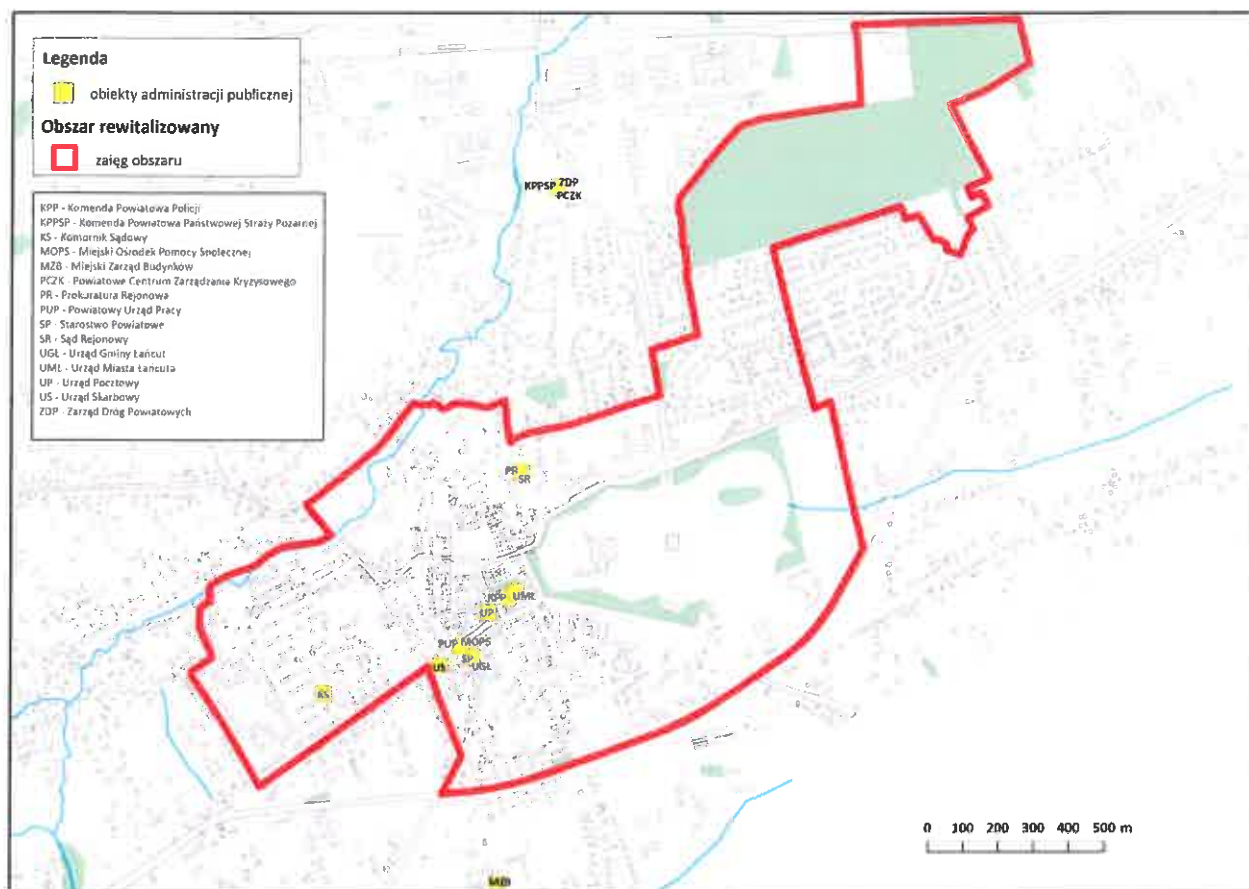 Legenda
obiekty administracji publicznej
Obszar rewitalizowany
zaięg obszaru
KPP - Komenda Powiatowa Policji
KPPSP - Komenda Powiatowa Państwowej Straży Pożarnej
KS - Komornik Sądowy
MOPS - Miejski Ośrodek Pomocy Społecznej
MZB - Miejski Zarząd Budynków
PCZK - Powiatowe Centrum Zarządzania Kryzysowego
PR - Prokuratura Rejonowa
PUP - Powiatowy Urząd Pracy
SP - Starostwo Powiatowe
SR - Sąd Rejonowy
UGŁ - Urząd Gminy Łańcut
UMŁ - Urząd Miasta Łańcuta
UP - Urząd Pocztowy
US - Urząd Skarbowy
ZDP - Zarząd Dróg Powiatowych
KPPSP ZDP
PCZK
PR
SR
KPP UMŁ
UP
PUP MOPS
SP
US UGŁ
KS
MZB
0 100 200 300 400 500 m